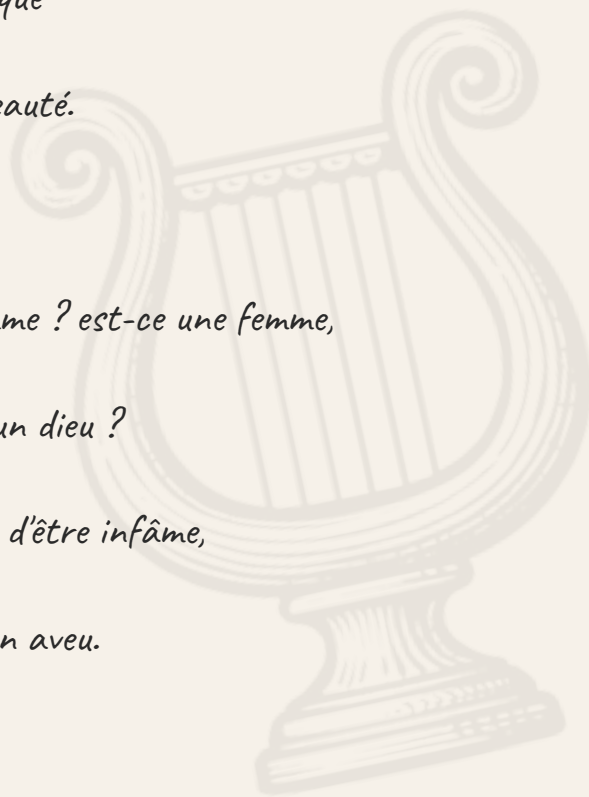 que
eauté.
me ? est-ce une femme,
un dieu ?
d'être infâme,
n aveu.